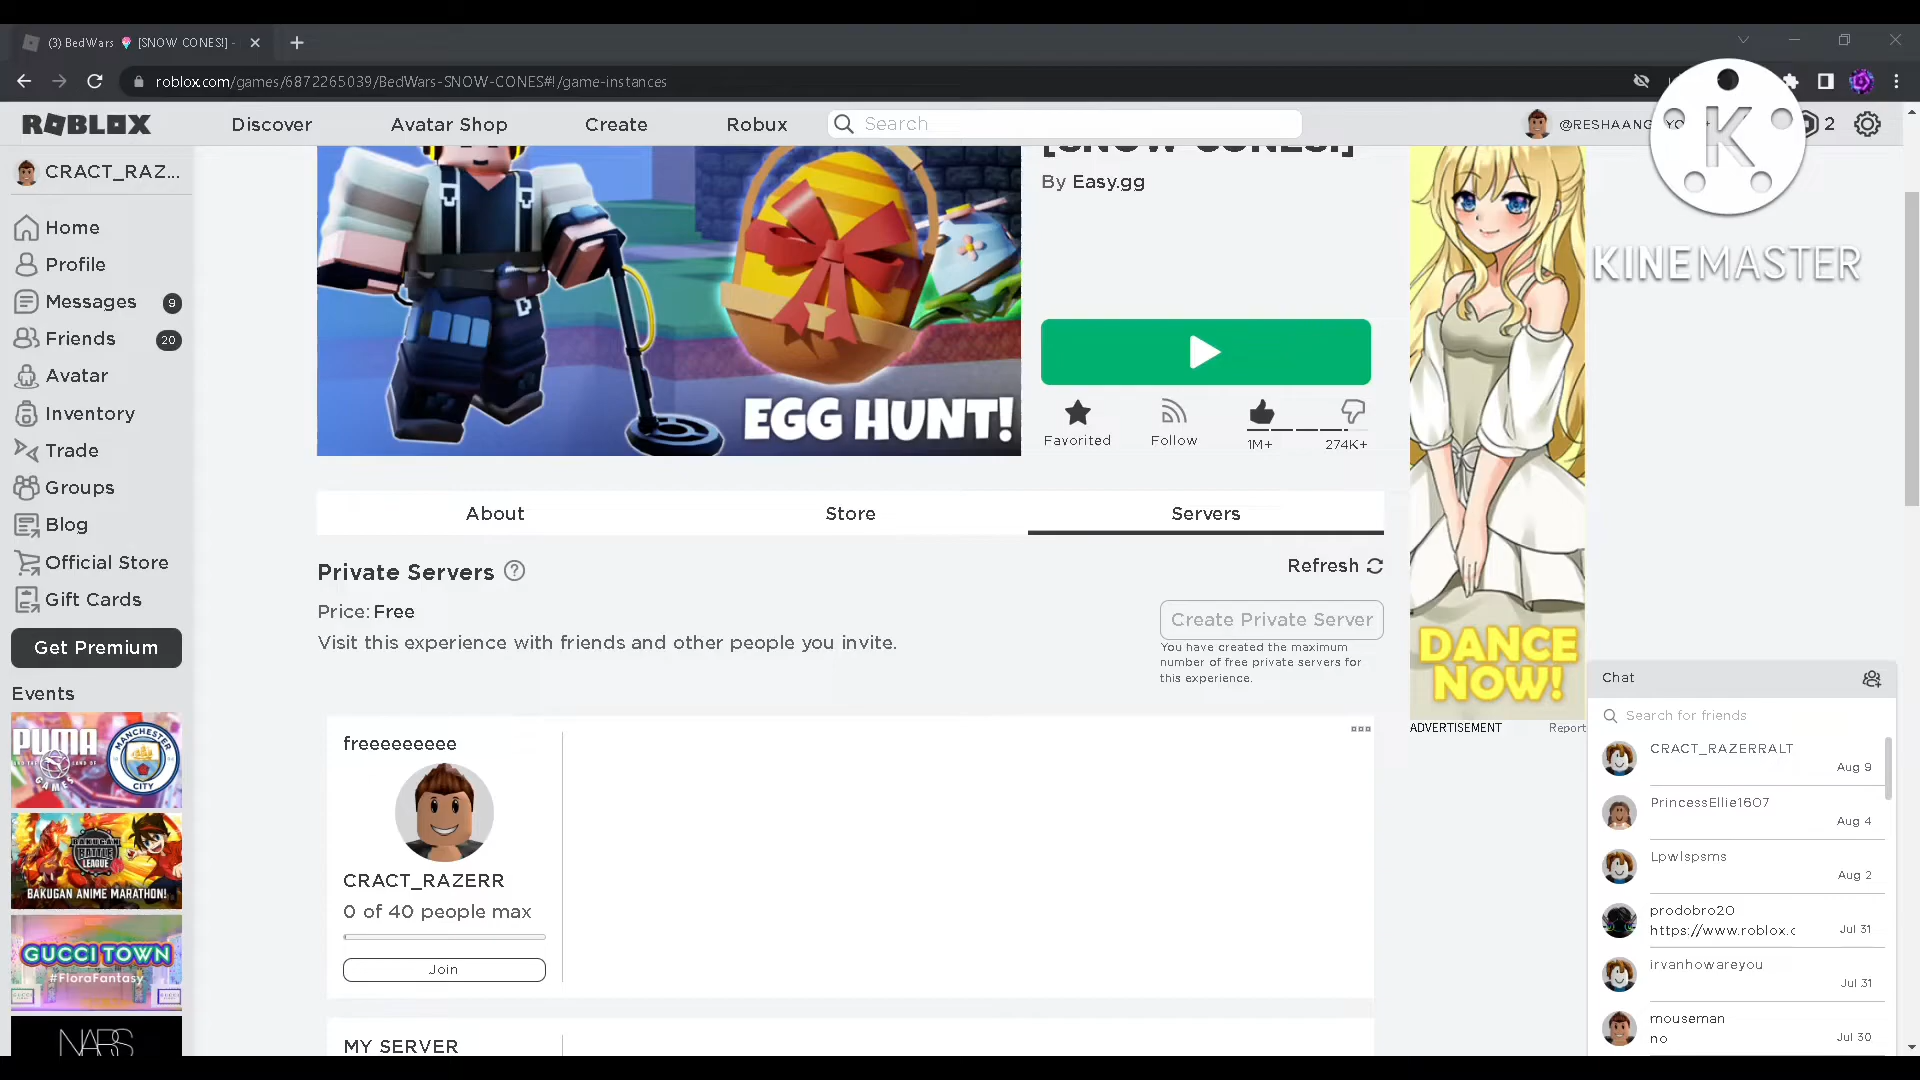 (3) BedWars [SNOW CONES!] -
roblox.com/games/6872265039/BedWars-SNOW-CONES#!/game-instances
ROBLOX
Discover
Avatar Shop
Create
Robux
Search
2
K
KINEMASTER
CRACT_RAZ...
Home
Profile
Messages 9
Friends 20
Avatar
Inventory
Trade
Groups
Blog
Official Store
Gift Cards
Get Premium
Events
PUMA
GAMES
MANCHESTER
CITY
BAKUGAN
BATTLE
LEAGUE
BAKUGAN ANIME MARATHON!
GUCCI TOWN
#FloraFantasy
NARS
EGG HUNT!
[SNOW CONES!]
By Easy.gg
Favorited
Follow
1M+
274K+
About
Store
Servers
Private Servers ?
Refresh
Price: Free
Visit this experience with friends and other people you invite.
Create Private Server
You have created the maximum
number of free private servers for
this experience.
freeeeeeeee
CRACT_RAZERR
0 of 40 people max
Join
MY SERVER
DANCE
NOW!
ADVERTISEMENT
Report
Chat
Search for friends
CRACT_RAZERRALT
Aug 9
PrincessEllie1607
Aug 4
Lpwlspsms
Aug 2
prodobro20
https://www.roblox.c
Jul 31
irvanhowareyou
Jul 31
mouseman
no
Jul 30